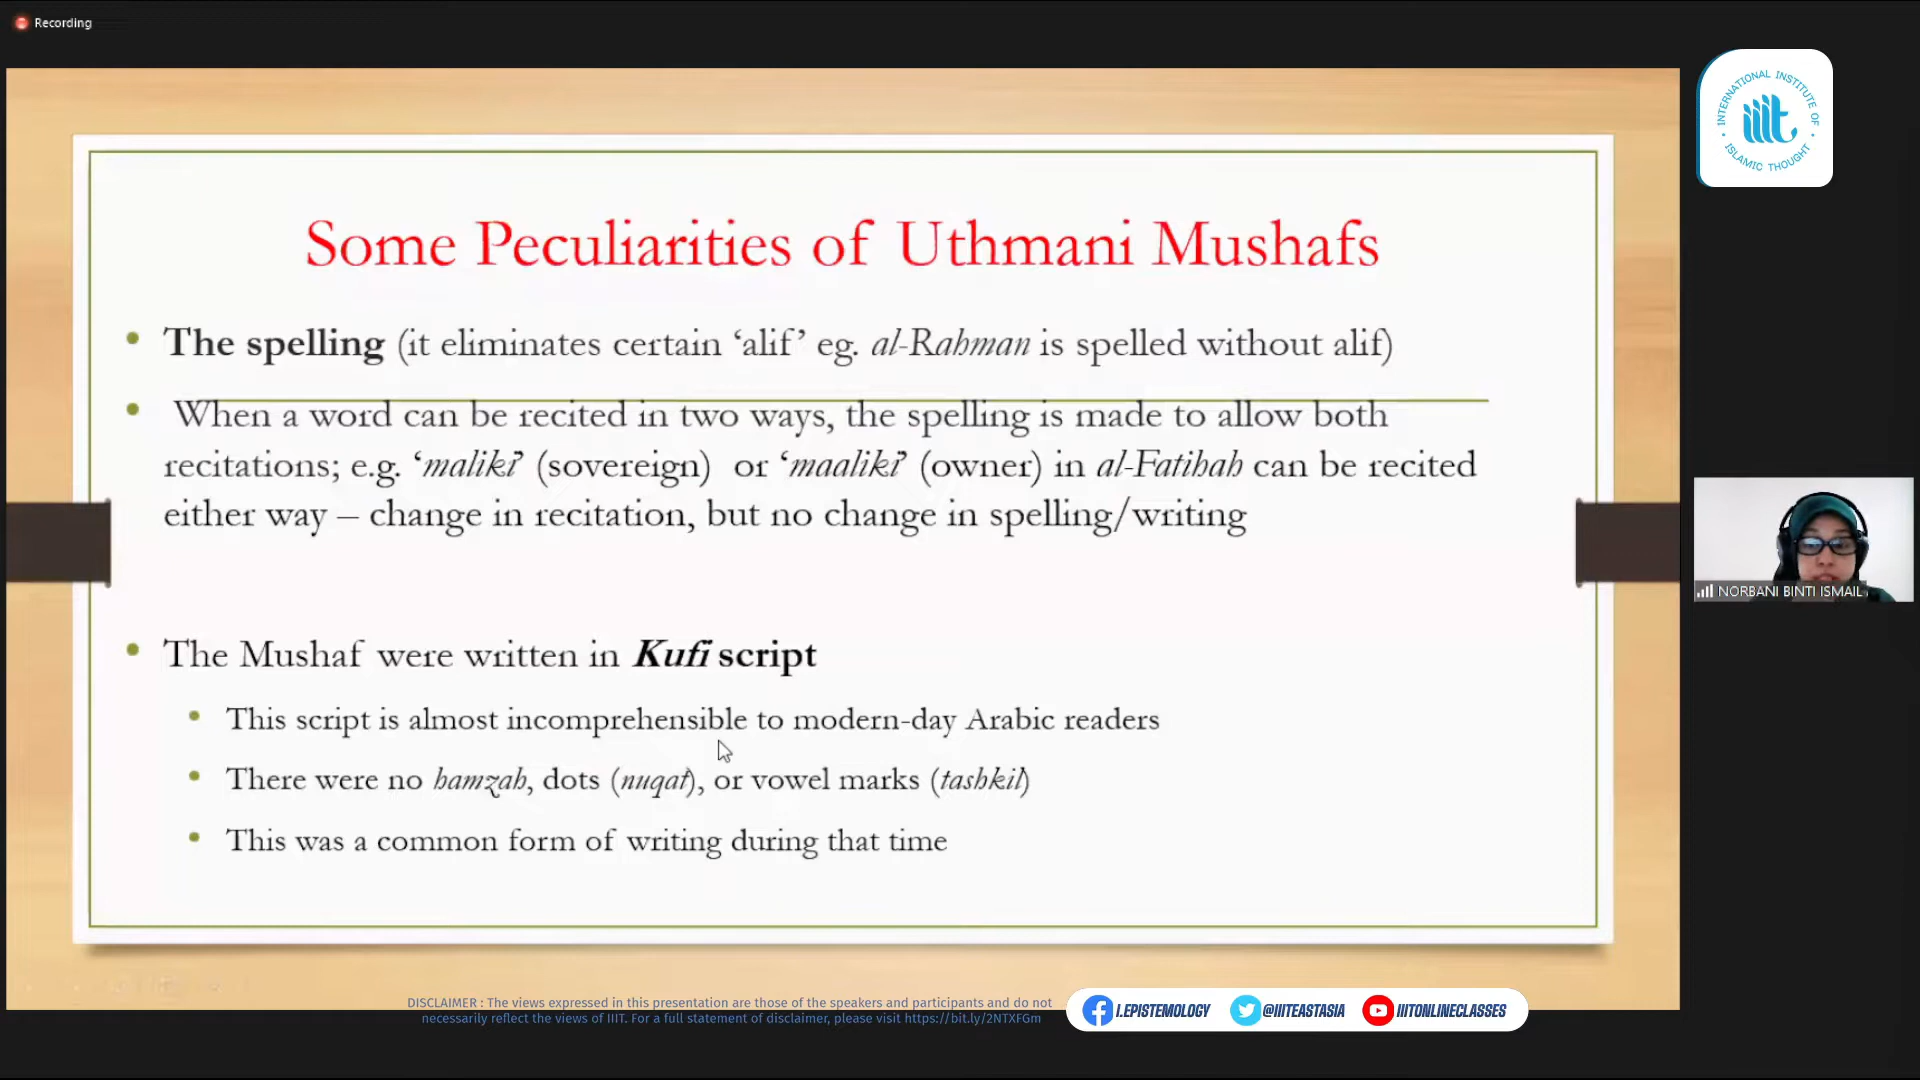 Recording
INTERNATIONAL INSTITUTE OF
iiit
ISLAMIC THOUGHT
Some Peculiarities of Uthmani Mushafs
The spelling (it eliminates certain ‘alif’ eg. al-Rahman is spelled without alif)
When a word can be recited in two ways, the spelling is made to allow both
recitations; e.g. ‘maliki’ (sovereign) or ‘maaliki’ (owner) in al-Fatihah can be recited
either way – change in recitation, but no change in spelling/writing
The Mushaf were written in Kufi script
This script is almost incomprehensible to modern-day Arabic readers
There were no hamzah, dots (nuqat), or vowel marks (tashkil)
This was a common form of writing during that time
NORBANI BINTI ISMAIL
DISCLAIMER : The views expressed in this presentation are those of the speakers and participants and do not
necessarily reflect the views of IIIT. For a full statement of disclaimer, please visit https://bit.ly/2NTXFGm
I.EPISTEMOLOGY @IIITEASTASIA IIITONLINECLASSES